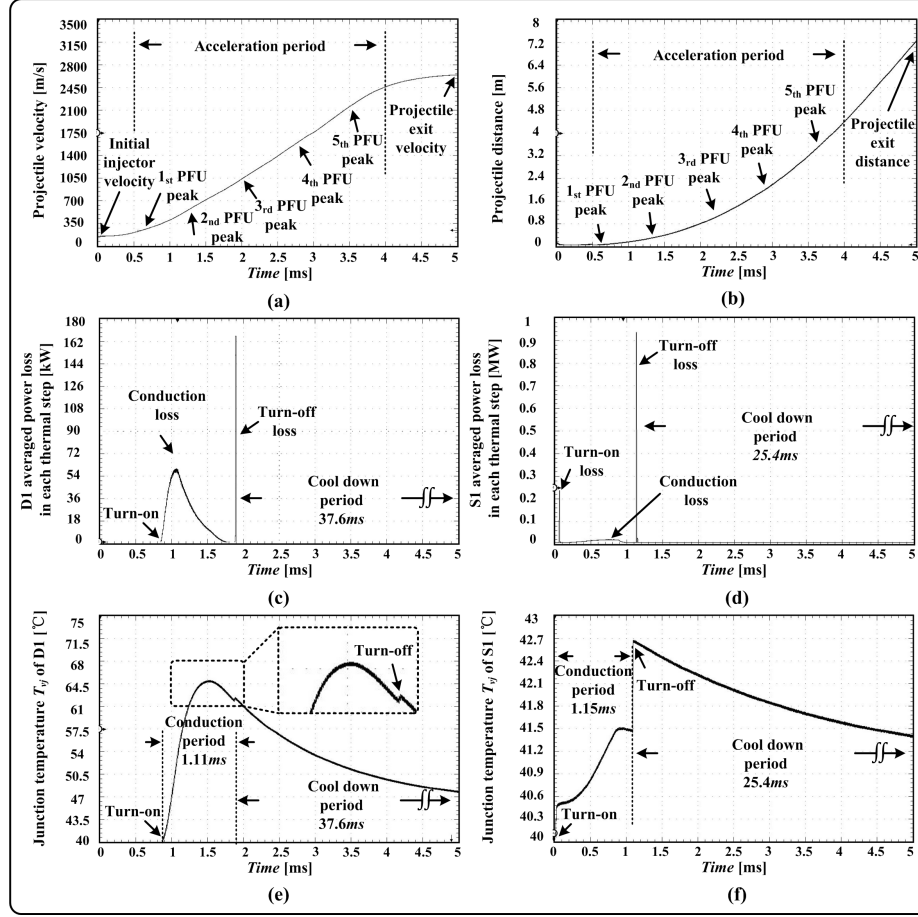 3500
3150
2800
2450
2100
1750
1400
1050
700
350
0
Projectile velocity [m/s]
Acceleration period
Initial
injector
velocity
1st PFU
peak
2nd PFU
peak
3rd PFU
peak
4th PFU
peak
5th PFU
peak
Projectile
exit
velocity
0 0.5 1 1.5 2 2.5 3 3.5 4 4.5 5
Time [ms]
(a)
7.2
6.4
5.6
4.8
4
3.2
2.4
1.6
0.8
0
Projectile distance [m]
Acceleration period
1st PFU
peak
2nd PFU
peak
3rd PFU
peak
4th PFU
peak
5th PFU
peak
Projectile
exit
distance
0 0.5 1 1.5 2 2.5 3 3.5 4 4.5 5
Time [ms]
(b)
180
162
144
126
108
90
72
54
36
18
0
D1 averaged power loss
in each thermal step [kW]
Conduction
loss
Turn-off
loss
Turn-on
Cool down
period
37.6ms
0 0.5 1 1.5 2 2.5 3 3.5 4 4.5 5
Time [ms]
(c)
1
0.9
0.8
0.7
0.6
0.5
0.4
0.3
0.2
0.1
0
S1 averaged power loss
in each thermal step [MW]
Turn-off
loss
Turn-on
loss
Conduction
loss
Cool down
period
25.4ms
0 0.5 1 1.5 2 2.5 3 3.5 4 4.5 5
Time [ms]
(d)
75
71.5
68
64.5
61
57.5
54
50.5
47
43.5
40
Junction temperature Tvj of D1 [℃]
Turn-off
Conduction
period
1.11ms
Turn-on
Cool down
period
37.6ms
0 0.5 1 1.5 2 2.5 3 3.5 4 4.5 5
Time [ms]
(e)
43
42.7
42.4
42.1
41.8
41.5
41.2
40.9
40.6
40.3
40
Junction temperature Tvj of S1 [℃]
Conduction
period
1.15ms
Turn-off
Turn-on
Cool down
period
25.4ms
0 0.5 1 1.5 2 2.5 3 3.5 4 4.5 5
Time [ms]
(f)